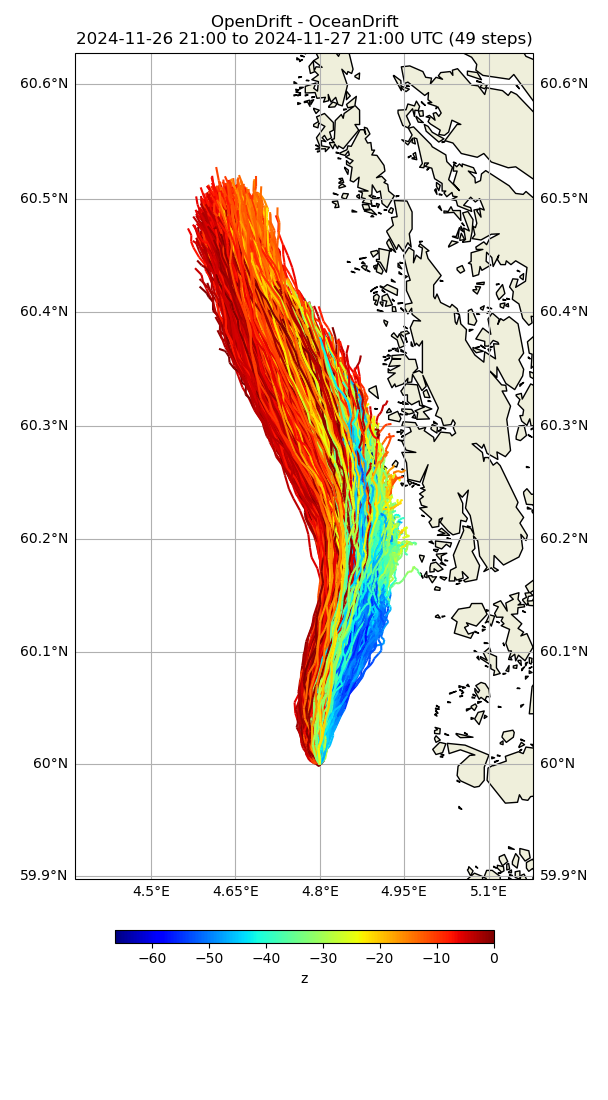 OpenDrift - OceanDrift
2024-11-26 21:00 to 2024-11-27 21:00 UTC (49 steps)
60.6°N 60.6°N
60.5°N 60.5°N
60.4°N 60.4°N
60.3°N 60.3°N
60.2°N 60.2°N
60.1°N 60.1°N
60°N 60°N
59.9°N 59.9°N
4.5°E 4.65°E 4.8°E 4.95°E 5.1°E
−60 −50 −40 −30 −20 −10 0
z